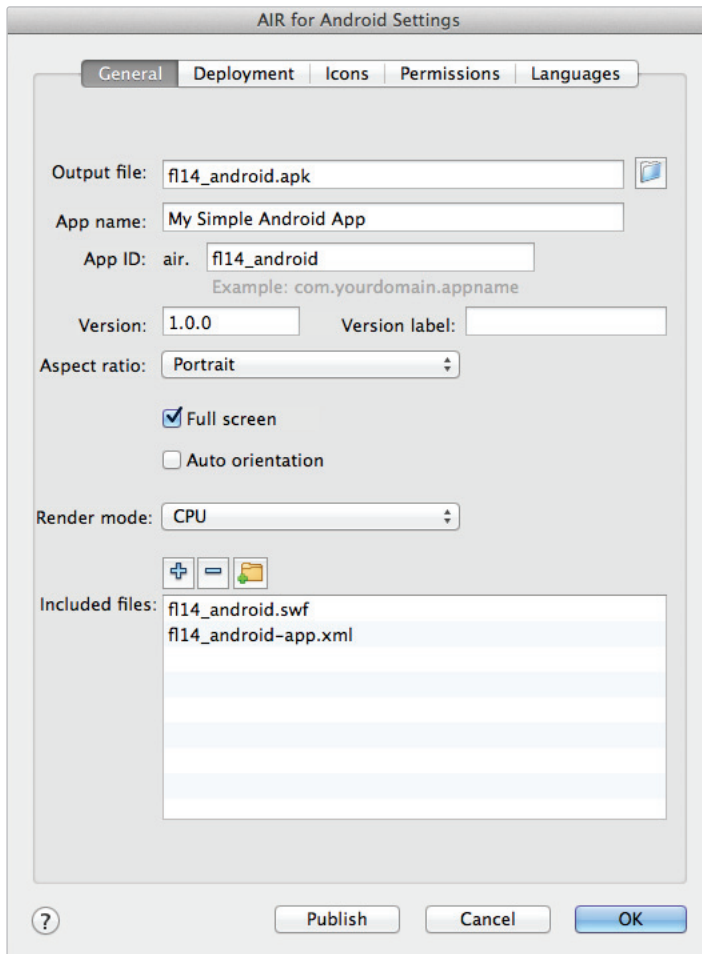 AIR for Android Settings
General Deployment Icons Permissions Languages
Output file: fl14_android.apk
App name: My Simple Android App
App ID: air. fl14_android
Example: com.yourdomain.appname
Version: 1.0.0 Version label:
Aspect ratio: Portrait
Full screen
Auto orientation
Render mode: CPU
Included files: fl14_android.swf
fl14_android-app.xml
? Publish Cancel OK